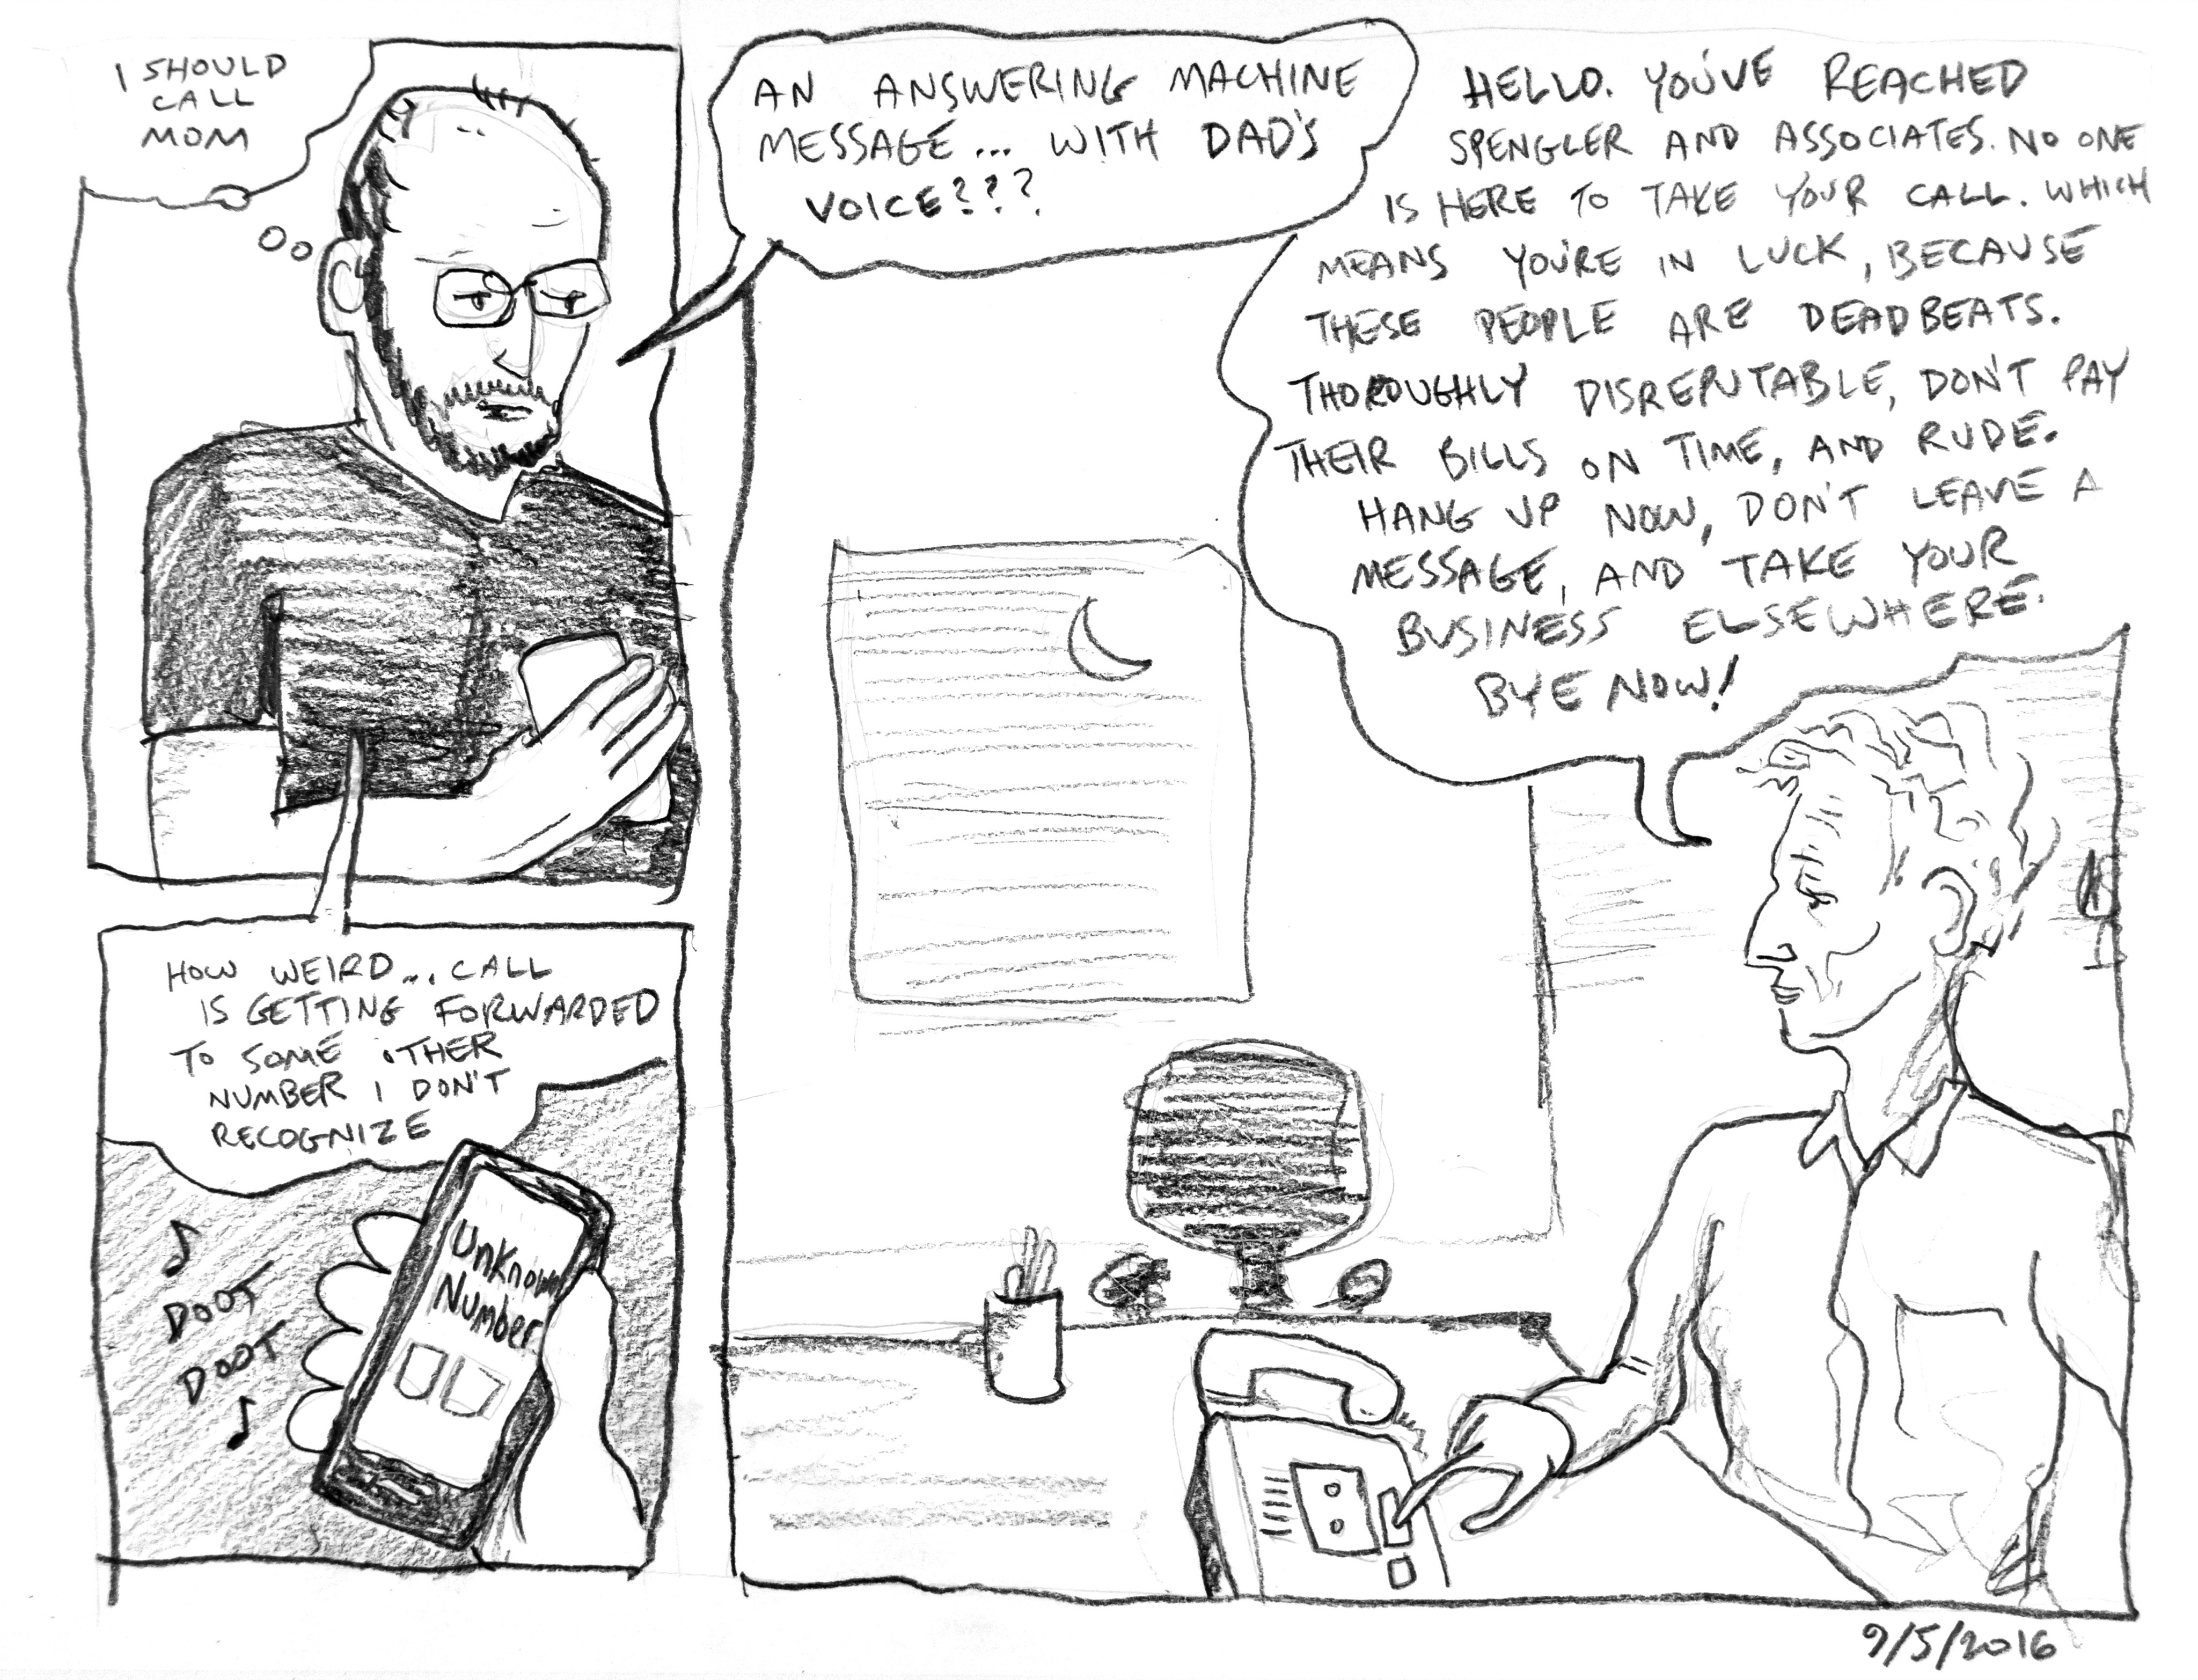 I SHOULD
CALL
MOM
HOW WEIRD... CALL
IS GETTING FORWARDED
TO SOME OTHER
NUMBER I DON'T
RECOGNIZE
DOOT
DOOT
Unknown
Number
AN ANSWERING MACHINE
MESSAGE... WITH DAD'S
VOICE???
HELLO. YOU'VE REACHED
SPENGLER AND ASSOCIATES. NO ONE
IS HERE TO TAKE YOUR CALL. WHICH
MEANS YOU'RE IN LUCK, BECAUSE
THESE PEOPLE ARE DEADBEATS.
THOROUGHLY DISREPUTABLE, DON'T PAY
THEIR BILLS ON TIME, AND RUDE.
HANG UP NOW, DON'T LEAVE A
MESSAGE, AND TAKE YOUR
BUSINESS ELSEWHERE.
BYE NOW!
9/5/2016